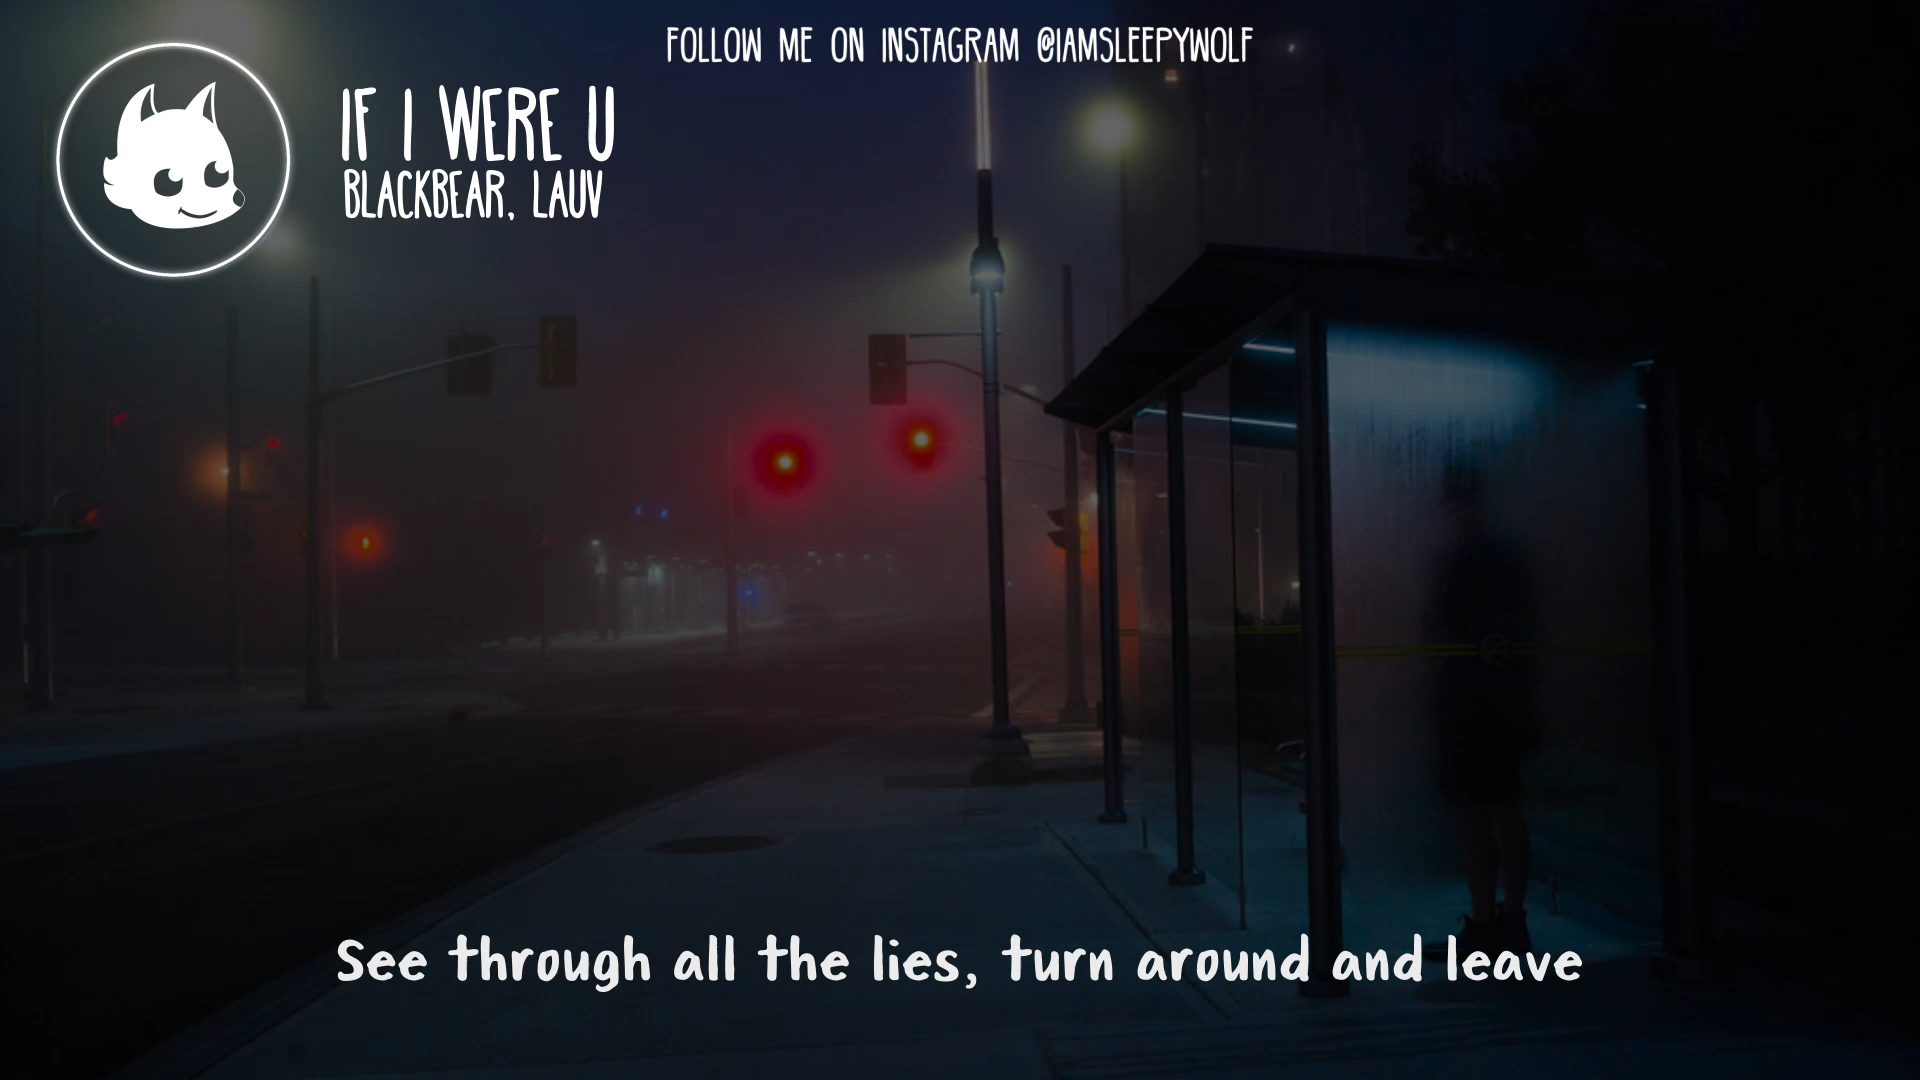 FOLLOW ME ON INSTAGRAM @IAMSLEEPYWOLF
IF I WERE U
BLACKBEAR, LAUV
See through all the lies, turn around and leave